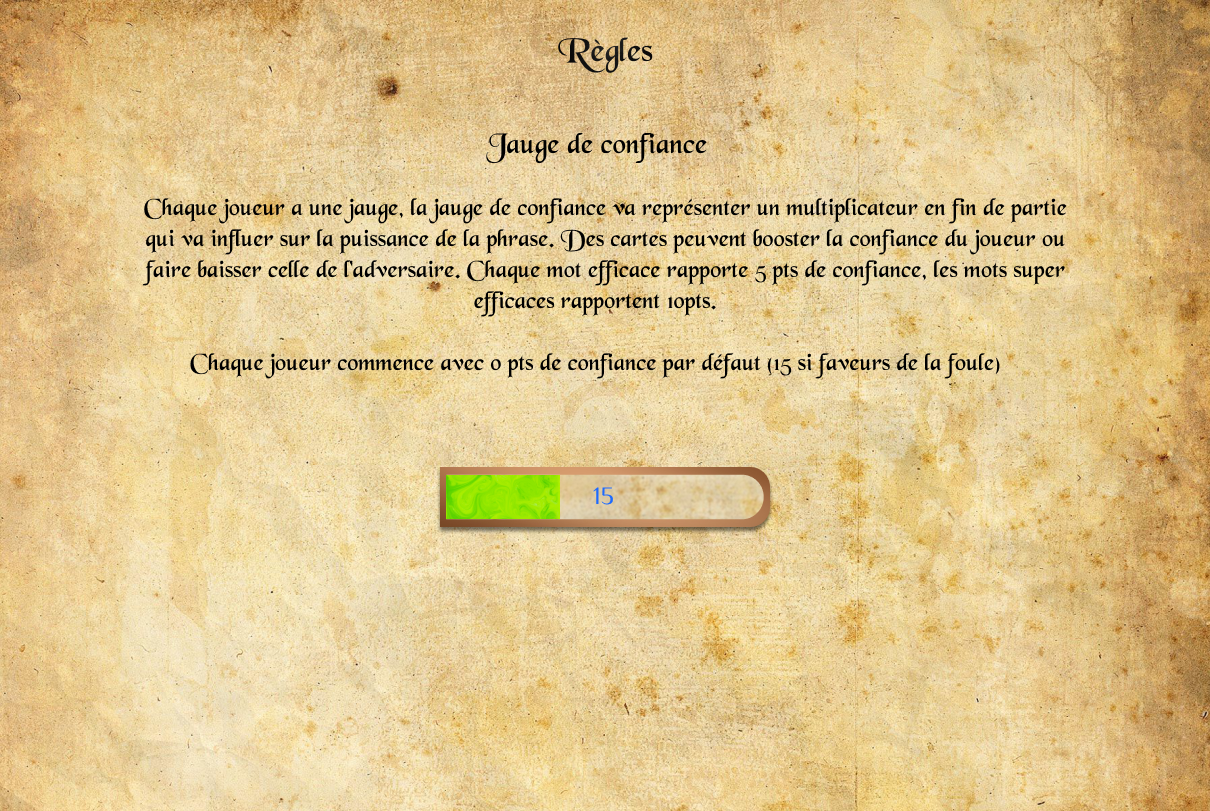 Règles
Jauge de confiance
Chaque joueur a une jauge, la jauge de confiance va représenter un multiplicateur en fin de partie
qui va influer sur la puissance de la phrase. Des cartes peuvent booster la confiance du joueur ou
faire baisser celle de l'adversaire. Chaque mot efficace rapporte 5 pts de confiance, les mots super
efficaces rapportent 10pts.
Chaque joueur commence avec 0 pts de confiance par défaut (15 si faveurs de la foule)
15